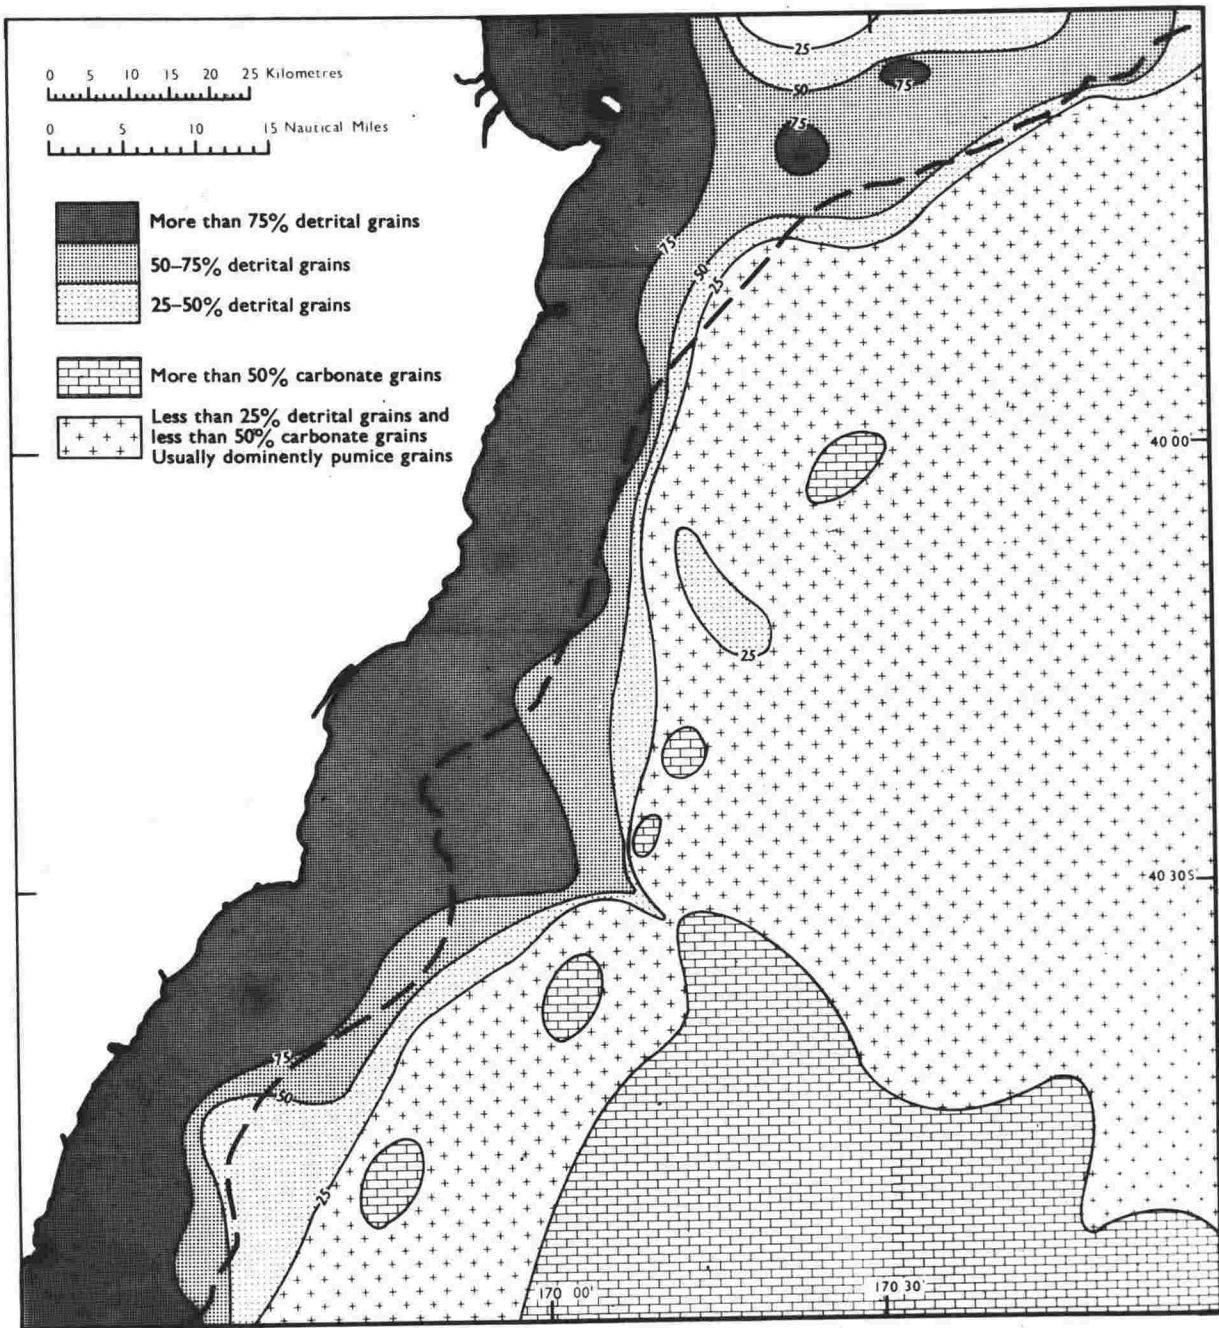 0 5 10 15 20 25 Kilometres
0 5 10 15 Nautical Miles
More than 75% detrital grains
50–75% detrital grains
25–50% detrital grains
More than 50% carbonate grains
Less than 25% detrital grains and
less than 50% carbonate grains
Usually dominently pumice grains
25
50
75
75
75
50
25
40 00
25
40 30S
75
50
25
170 00'
170 30'